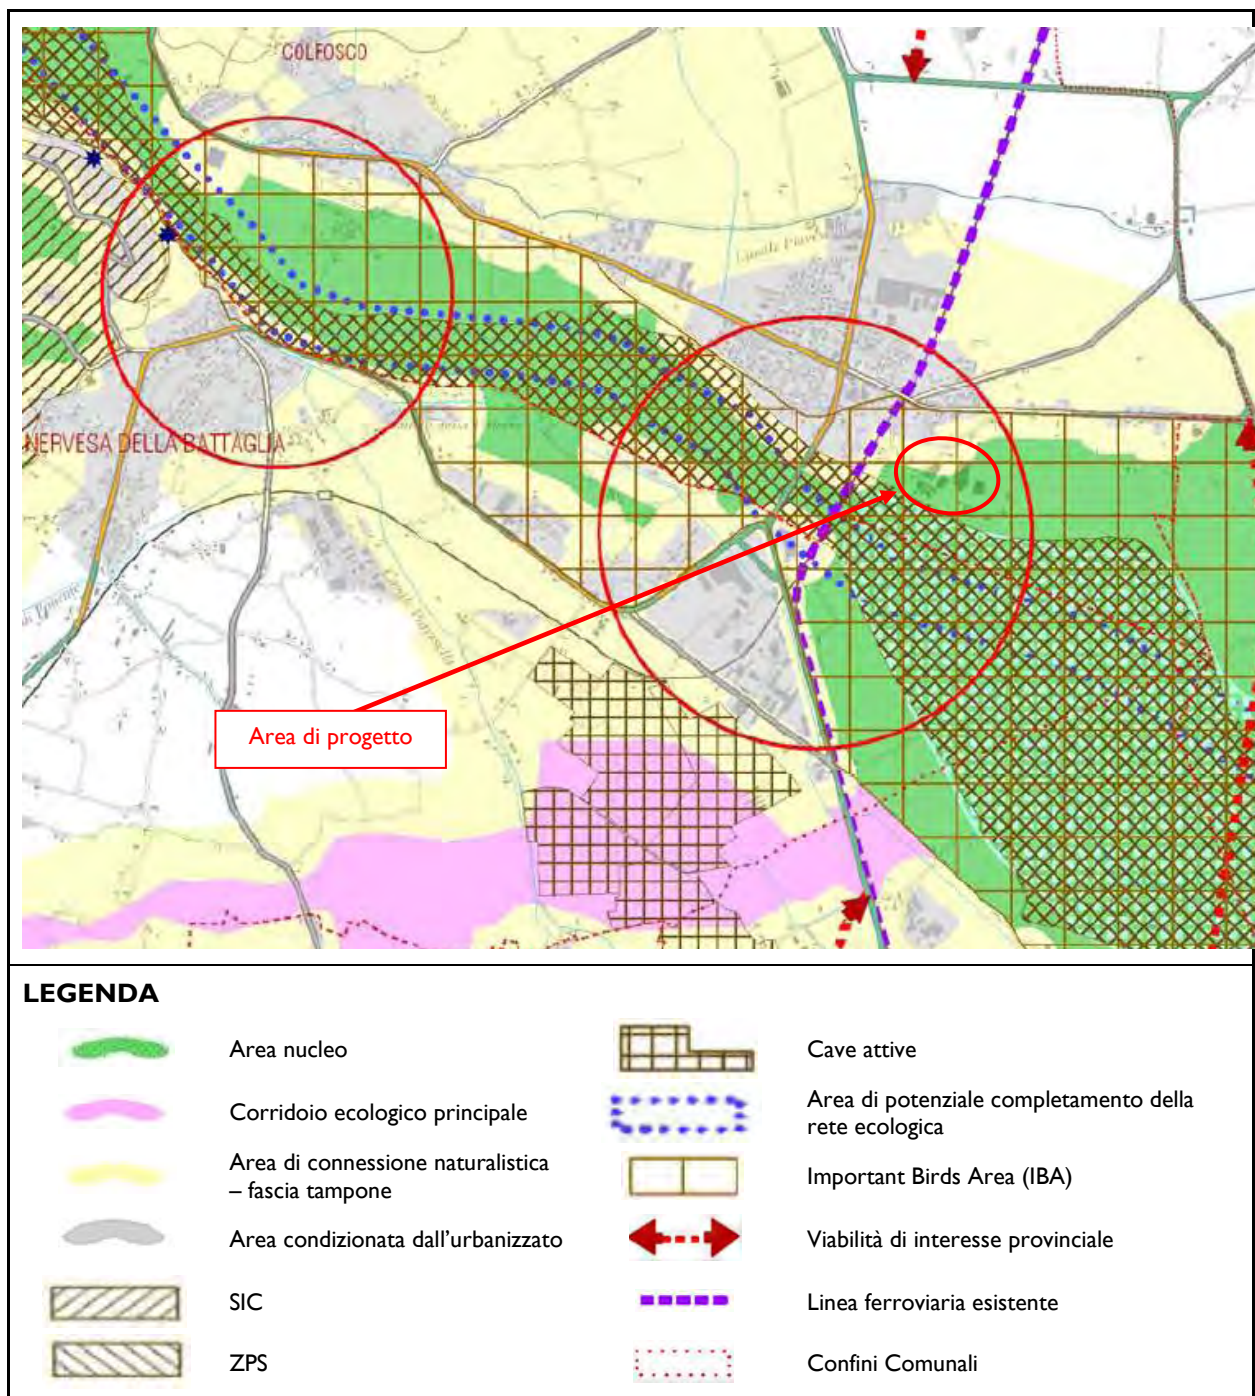 COLFOSCO
NERVESA DELLA BATTAGLIA
Area di progetto
LEGENDA
Area nucleo
Corridoio ecologico principale
Area di connessione naturalistica
– fascia tampone
Area condizionata dall'urbanizzato
SIC
ZPS
Cave attive
Area di potenziale completamento della
rete ecologica
Important Birds Area (IBA)
Viabilità di interesse provinciale
Linea ferroviaria esistente
Confini Comunali